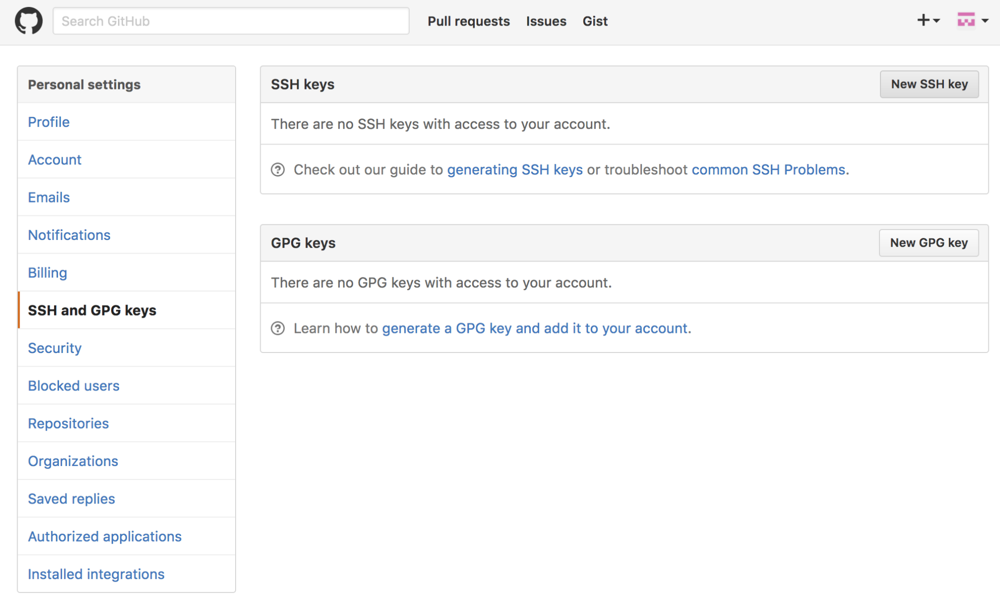 Search GitHub
Pull requests
Issues
Gist
Personal settings
Profile
Account
Emails
Notifications
Billing
SSH and GPG keys
Security
Blocked users
Repositories
Organizations
Saved replies
Authorized applications
Installed integrations
SSH keys
New SSH key
There are no SSH keys with access to your account.
Check out our guide to generating SSH keys or troubleshoot common SSH Problems.
GPG keys
New GPG key
There are no GPG keys with access to your account.
Learn how to generate a GPG key and add it to your account.